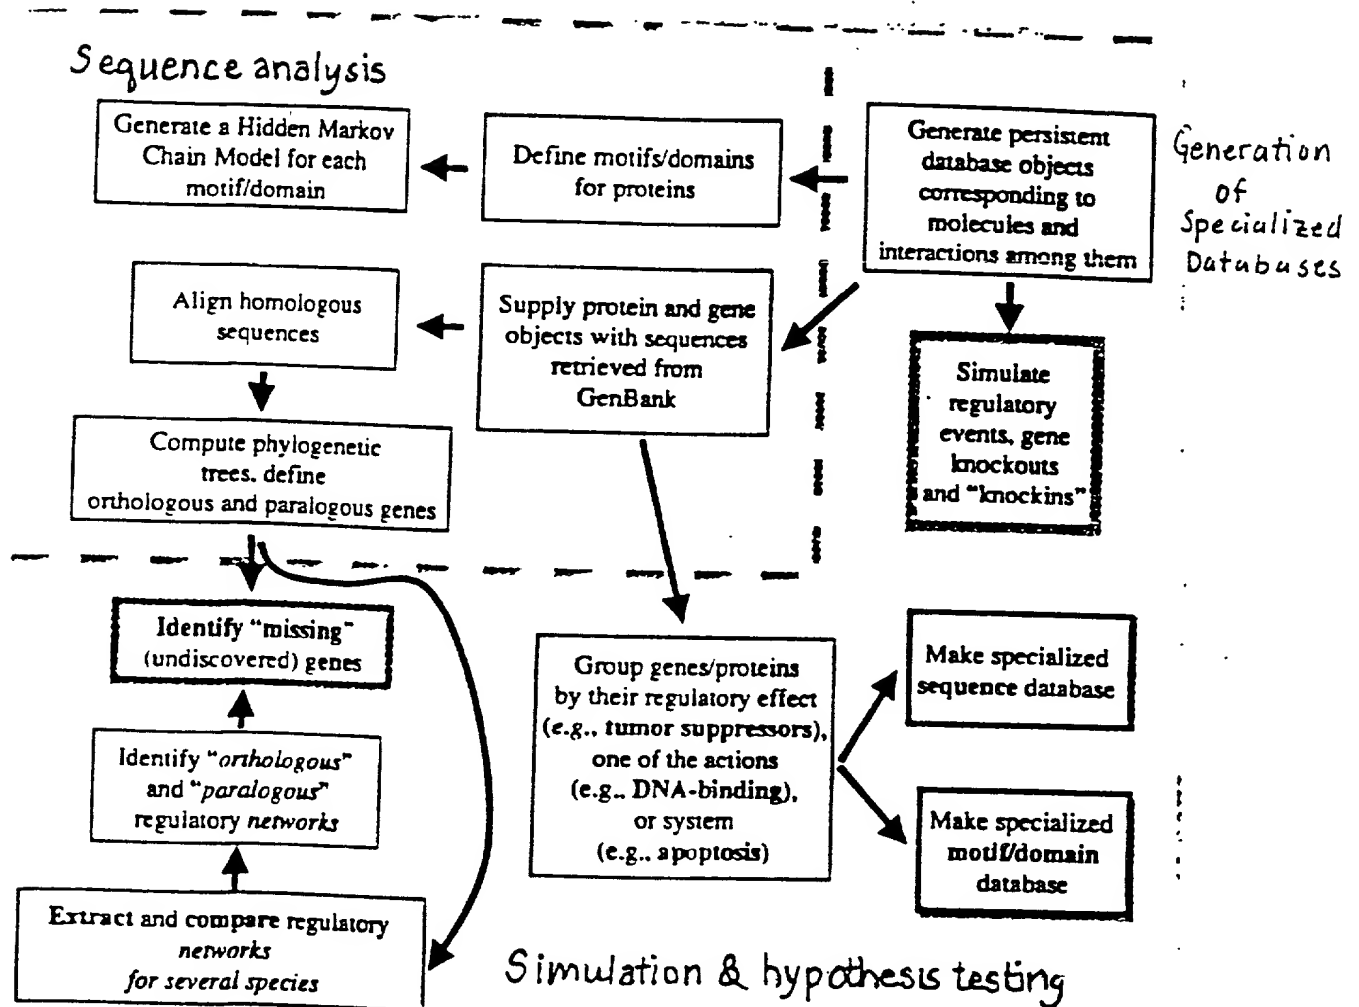 Sequence analysis
Generate a Hidden Markov
Chain Model for each
motif/domain
Define motifs/domains
for proteins
Generate persistent
database objects
corresponding to
molecules and
interactions among them
Generation
of
Specialized
Databases
Align homologous
sequences
Supply protein and gene
objects with sequences
retrieved from
GenBank
Simulate
regulatory
events, gene
knockouts
and "knockins"
Compute phylogenetic
trees, define
orthologous and paralogous genes
Identify "missing"
(undiscovered) genes
Group genes/proteins
by their regulatory effect
(e.g., tumor suppressors),
one of the actions
(e.g., DNA-binding),
or system
(e.g., apoptosis)
Make specialized
sequence database
Identify "orthologous"
and "paralogous"
regulatory networks
Make specialized
motif/domain
database
Extract and compare regulatory
networks
for several species
Simulation & hypothesis testing